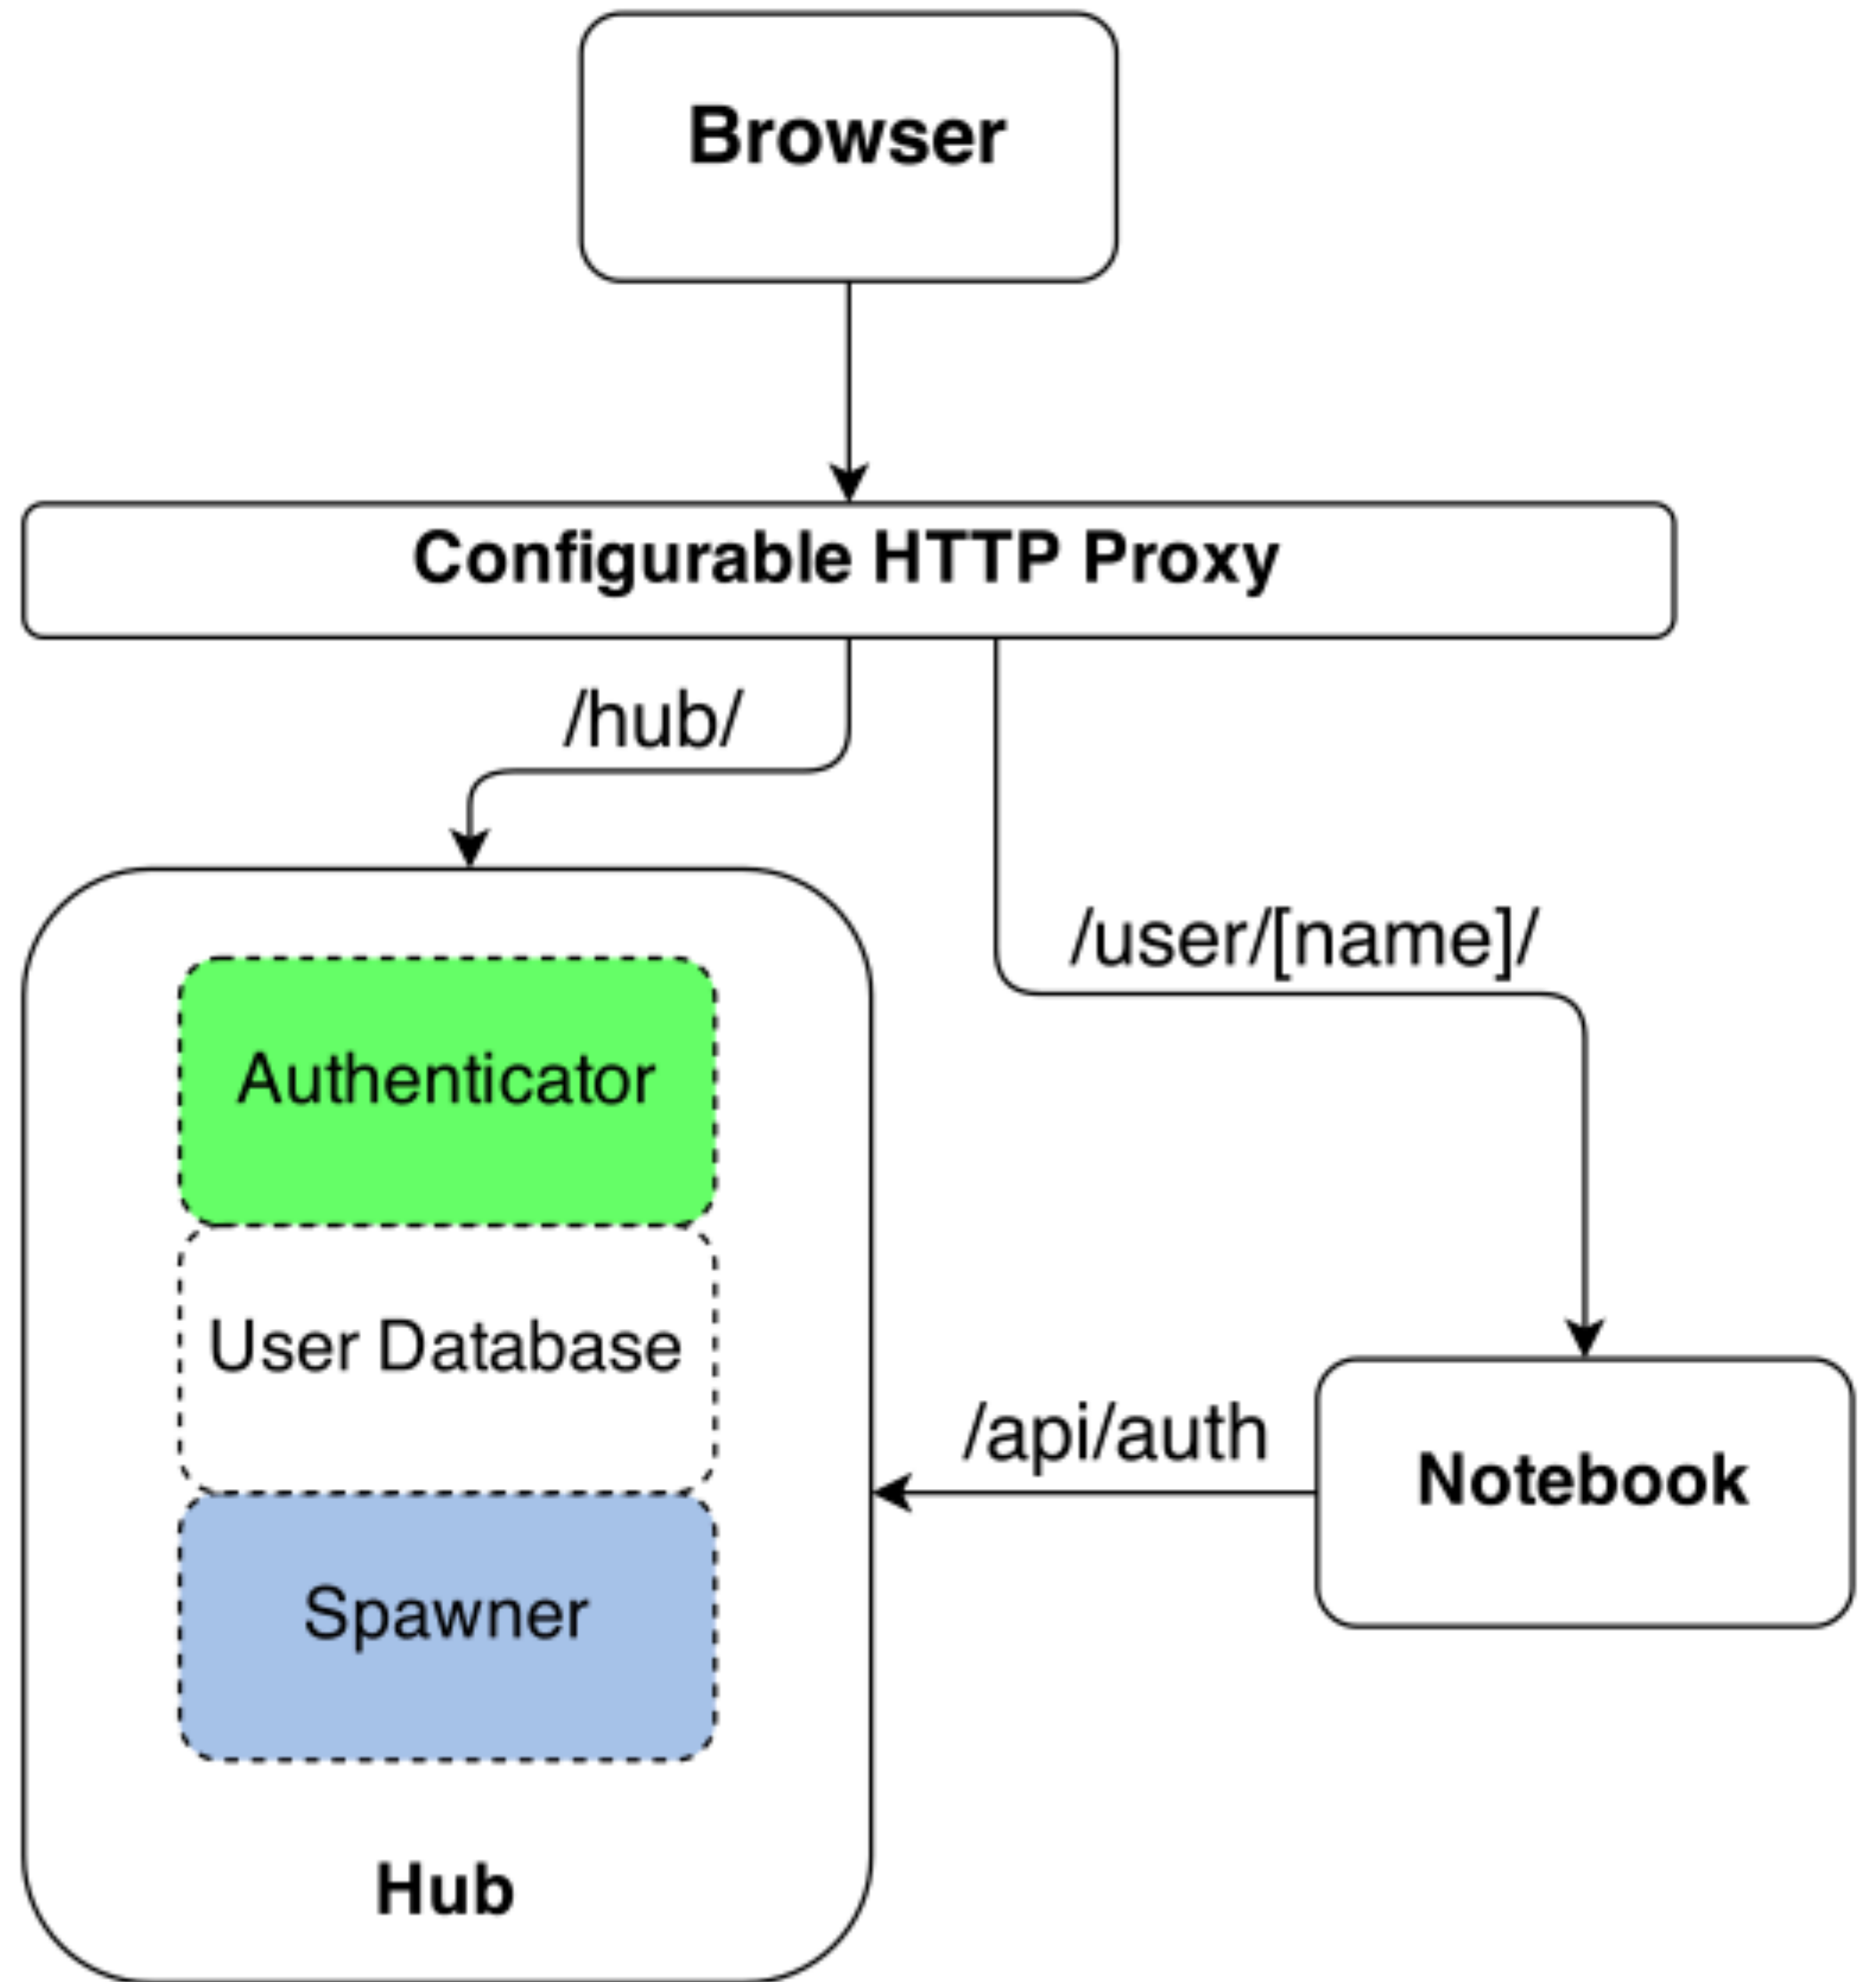 Browser
Configurable HTTP Proxy
/hub/
/user/[name]/
Authenticator
User Database
/api/auth
Notebook
Spawner
Hub